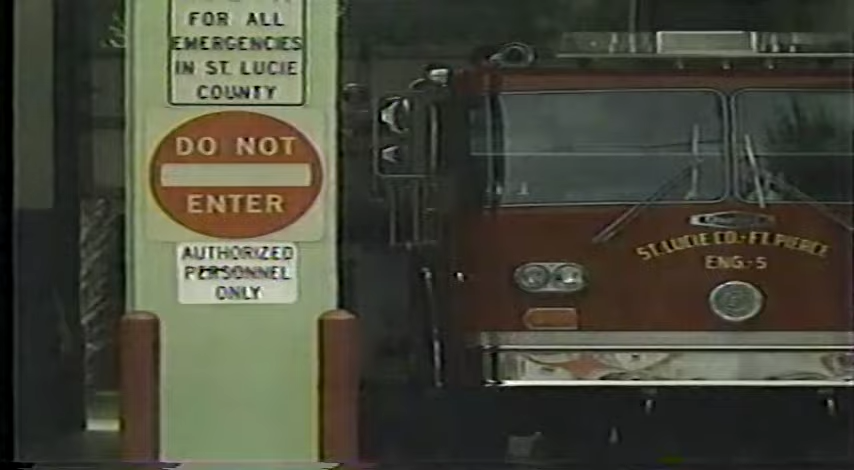 FOR ALL
EMERGENCIES
IN ST. LUCIE
COUNTY
DO NOT
ENTER
AUTHORIZED
PERSONNEL
ONLY
ST. LUCIE CO.-FT. PIERCE
ENG.-5